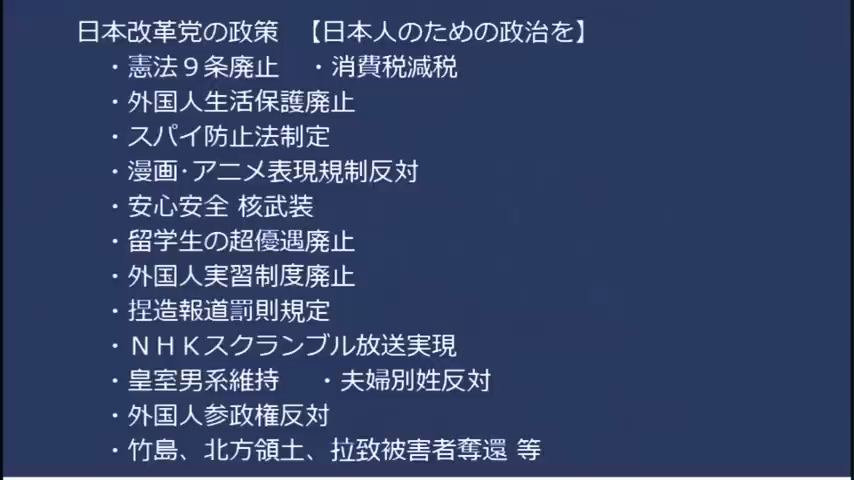 日本改革党の政策　【日本人のための政治を】
・憲法９条廃止　・消費税減税
・外国人生活保護廃止
・スパイ防止法制定
・漫画･アニメ表現規制反対
・安心安全 核武装
・留学生の超優遇廃止
・外国人実習制度廃止
・捏造報道罰則規定
・ＮＨＫスクランブル放送実現
・皇室男系維持　・夫婦別姓反対
・外国人参政権反対
・竹島、北方領土、拉致被害者奪還 等